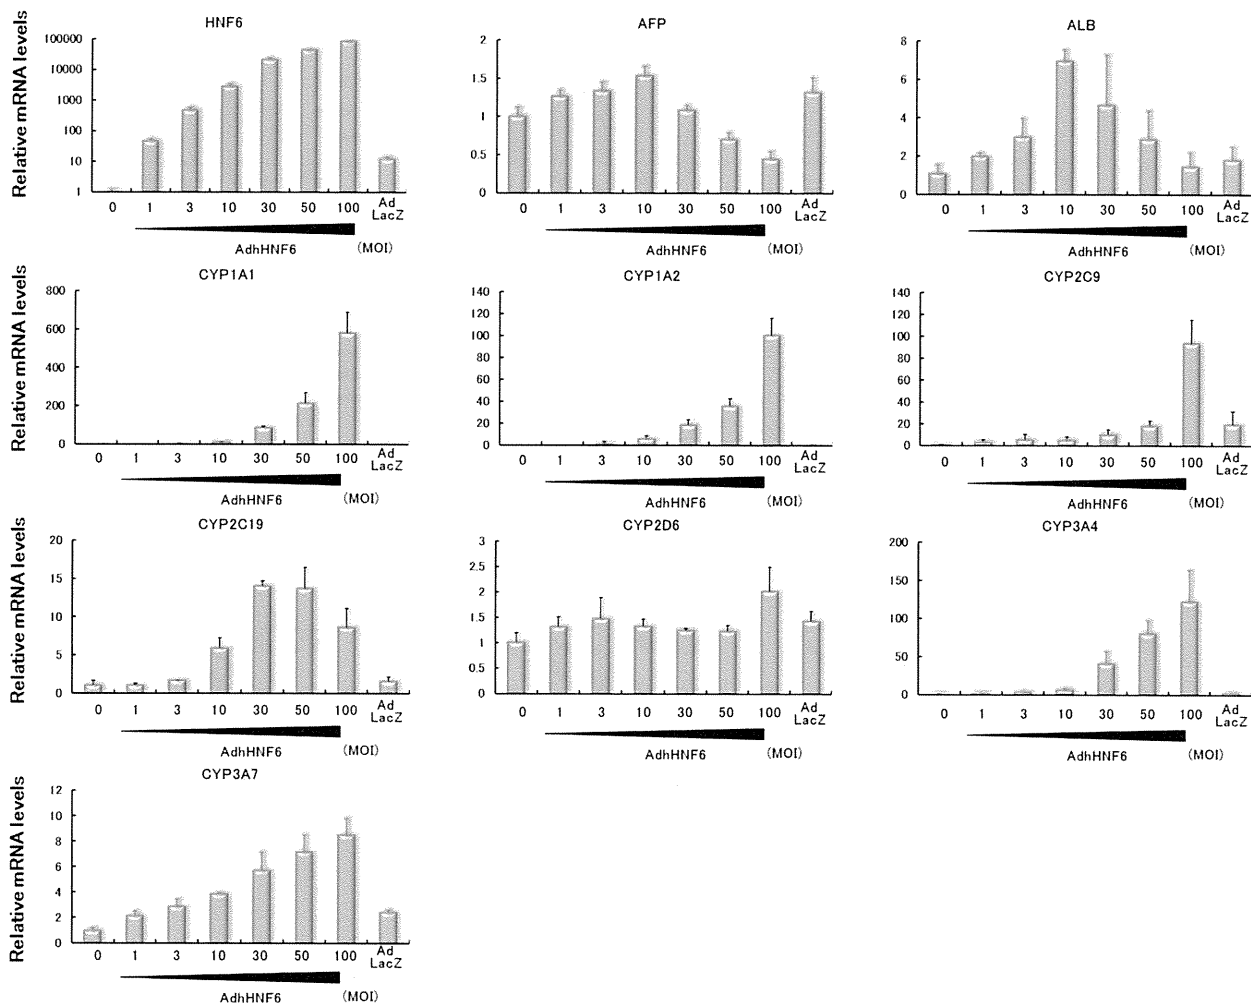 HNF6
Relative mRNA levels
100000
10000
1000
100
10
1
0 1 3 10 30 50 100 Ad LacZ
AdhHNF6 (MOI)
AFP
2
1.5
1
0.5
0
0 1 3 10 30 50 100 Ad LacZ
AdhHNF6 (MOI)
ALB
8
6
4
2
0
0 1 3 10 30 50 100 Ad LacZ
AdhHNF6 (MOI)
CYP1A1
Relative mRNA levels
800
600
400
200
0
0 1 3 10 30 50 100 Ad LacZ
AdhHNF6 (MOI)
CYP1A2
140
120
100
80
60
40
20
0
0 1 3 10 30 50 100 Ad LacZ
AdhHNF6 (MOI)
CYP2C9
140
120
100
80
60
40
20
0
0 1 3 10 30 50 100 Ad LacZ
AdhHNF6 (MOI)
CYP2C19
Relative mRNA levels
20
15
10
5
0
0 1 3 10 30 50 100 Ad LacZ
AdhHNF6 (MOI)
CYP2D6
3
2.5
2
1.5
1
0.5
0
0 1 3 10 30 50 100 Ad LacZ
AdhHNF6 (MOI)
CYP3A4
200
150
100
50
0
0 1 3 10 30 50 100 Ad LacZ
AdhHNF6 (MOI)
CYP3A7
Relative mRNA levels
12
10
8
6
4
2
0
0 1 3 10 30 50 100 Ad LacZ
AdhHNF6 (MOI)